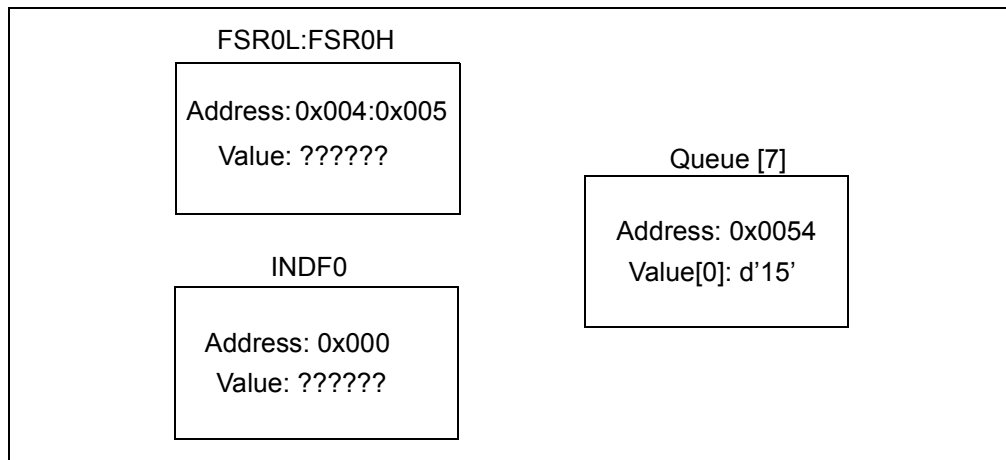 FSR0L:FSR0H
Address: 0x004:0x005
Value: ??????
Queue [7]
Address: 0x0054
Value[0]: d’15’
INDF0
Address: 0x000
Value: ??????